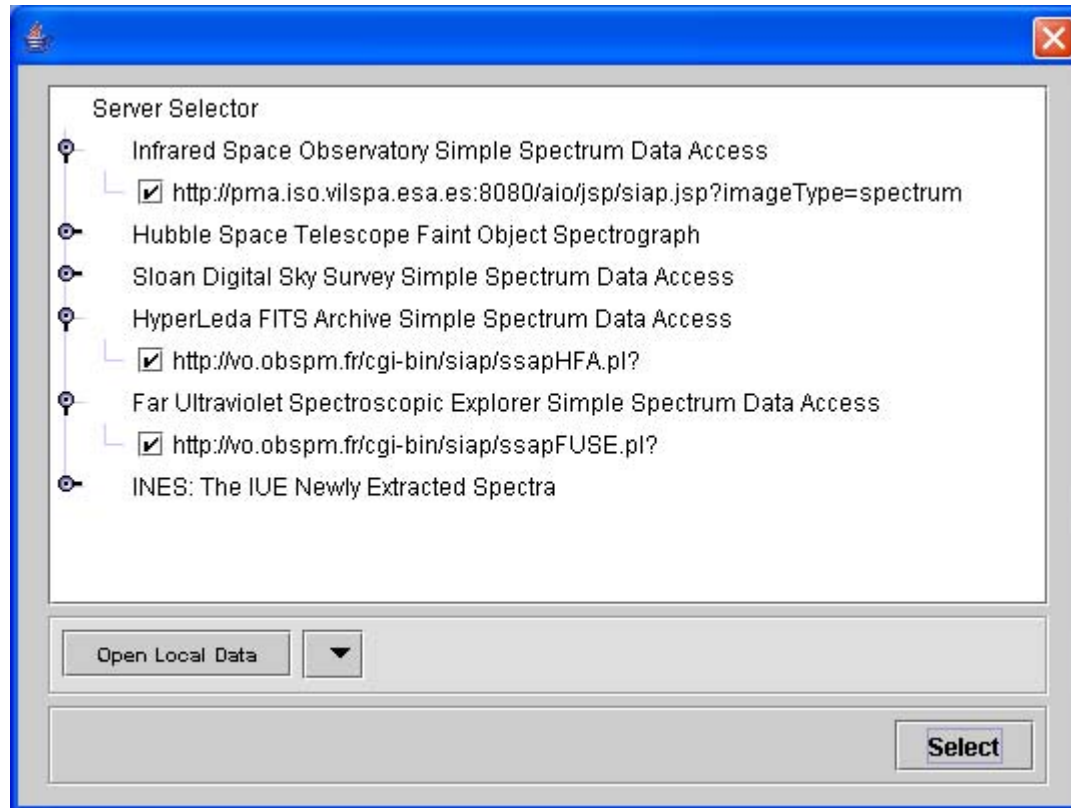 Server Selector
Infrared Space Observatory Simple Spectrum Data Access
http://pma.iso.vilspa.esa.es:8080/aio/jsp/siap.jsp?imageType=spectrum
Hubble Space Telescope Faint Object Spectrograph
Sloan Digital Sky Survey Simple Spectrum Data Access
HyperLeda FITS Archive Simple Spectrum Data Access
http://vo.obspm.fr/cgi-bin/siap/ssapHFA.pl?
Far Ultraviolet Spectroscopic Explorer Simple Spectrum Data Access
http://vo.obspm.fr/cgi-bin/siap/ssapFUSE.pl?
INES: The IUE Newly Extracted Spectra
Open Local Data
Select